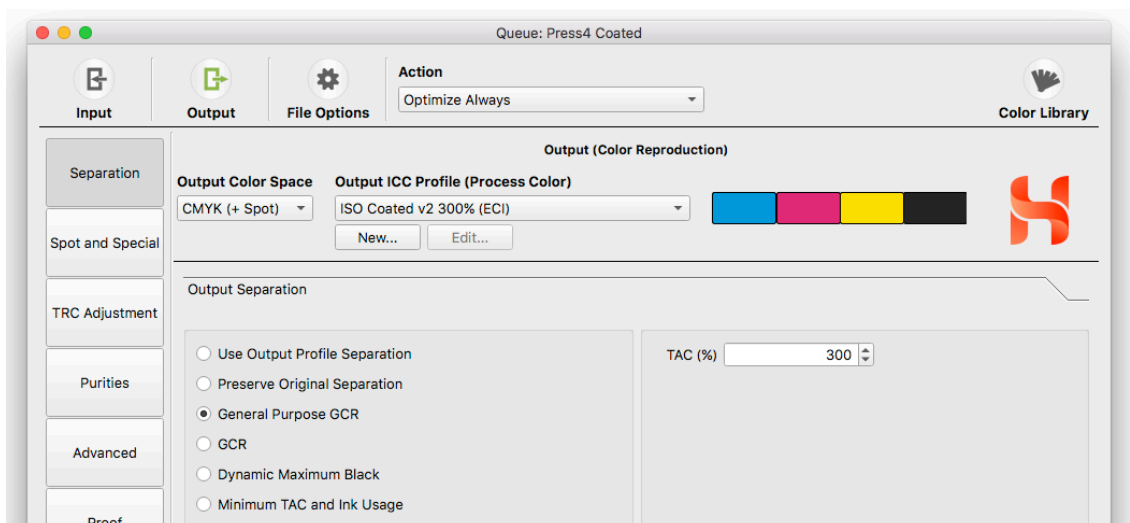 Queue: Press4 Coated
Action
Optimize Always
Input
Output
File Options
Color Library
Separation
Spot and Special
TRC Adjustment
Purities
Advanced
Proof
Output (Color Reproduction)
Output Color Space
Output ICC Profile (Process Color)
CMYK (+ Spot)
ISO Coated v2 300% (ECI)
New...
Edit...
Output Separation
Use Output Profile Separation
Preserve Original Separation
General Purpose GCR
GCR
Dynamic Maximum Black
Minimum TAC and Ink Usage
TAC (%)
300